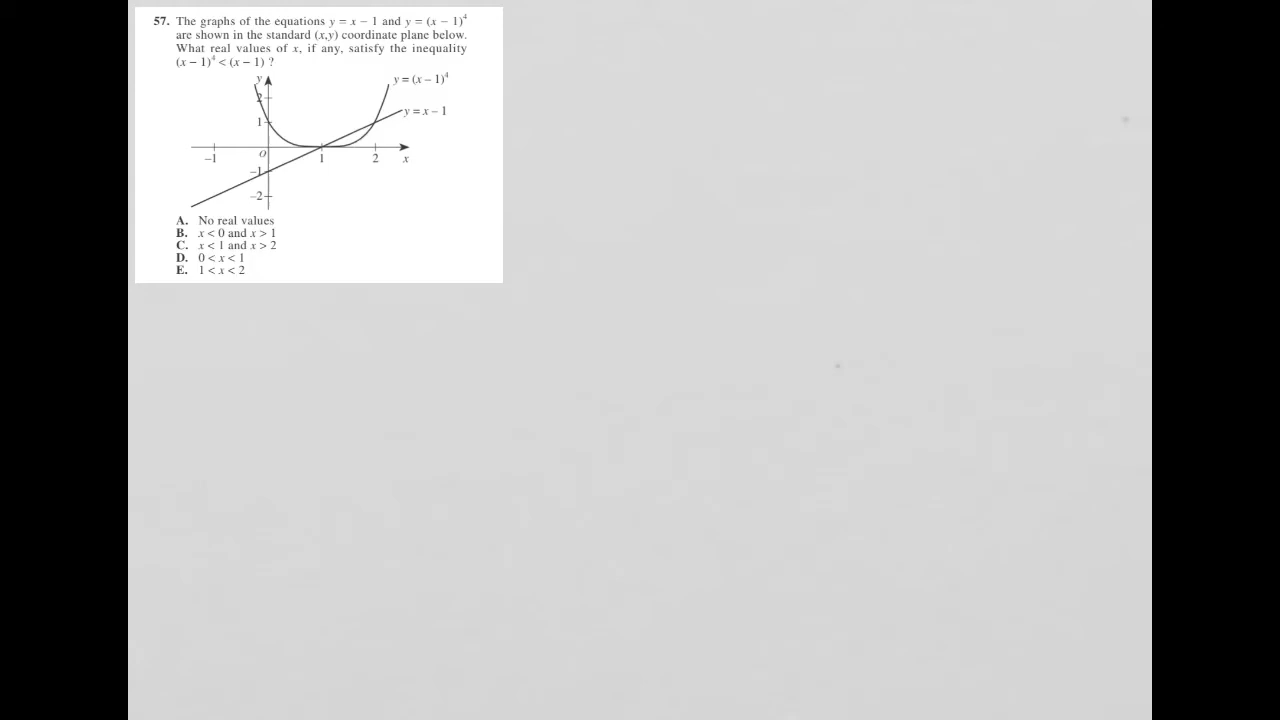 57. The graphs of the equations y = x − 1 and y = (x − 1)⁴
are shown in the standard (x,y) coordinate plane below.
What real values of x, if any, satisfy the inequality
(x − 1)⁴ < (x − 1) ?
y
y = (x − 1)⁴
2
y = x − 1
1
O
−1
1
2
x
−1
−2
A. No real values
B. x < 0 and x > 1
C. x < 1 and x > 2
D. 0 < x < 1
E. 1 < x < 2